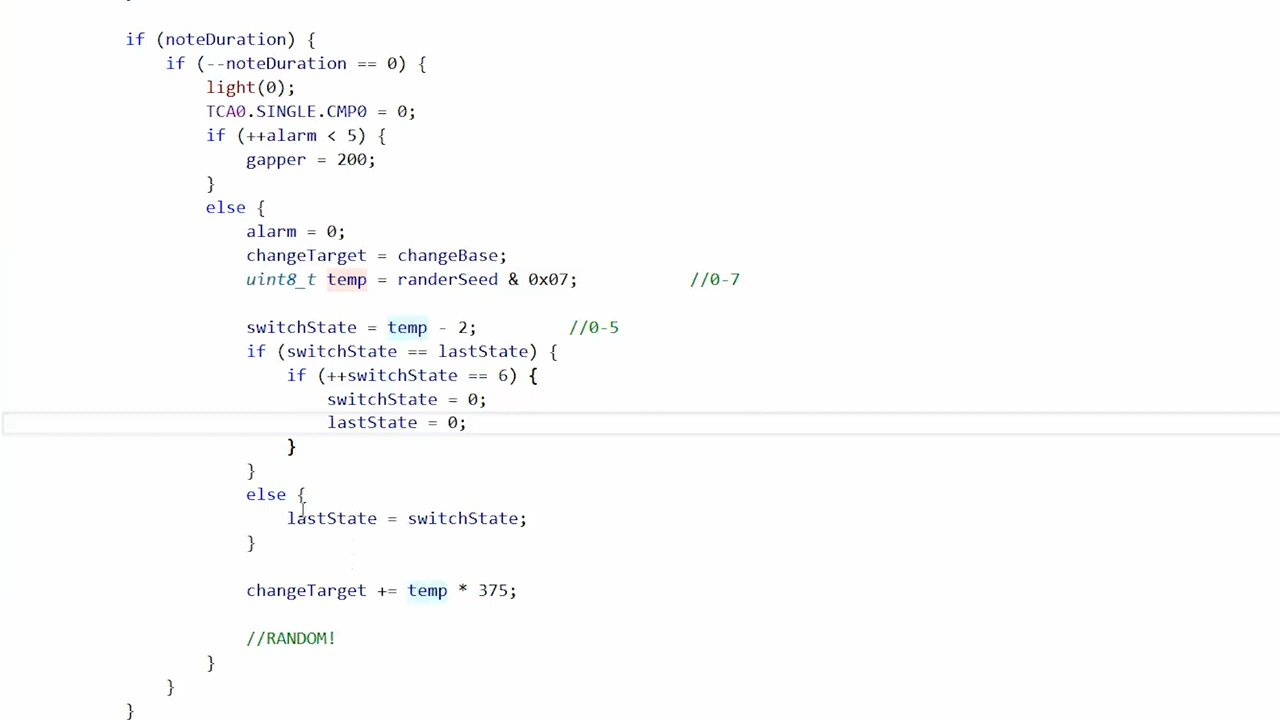 if (noteDuration) {
if (--noteDuration == 0) {
light(0);
TCA0.SINGLE.CMP0 = 0;
if (++alarm < 5) {
gapper = 200;
}
else {
alarm = 0;
changeTarget = changeBase;
uint8_t temp = randerSeed & 0x07; //0-7
switchState = temp - 2; //0-5
if (switchState == lastState) {
if (++switchState == 6) {
switchState = 0;
lastState = 0;
}
}
else {
lastState = switchState;
}
changeTarget += temp * 375;
//RANDOM!
}
}
}